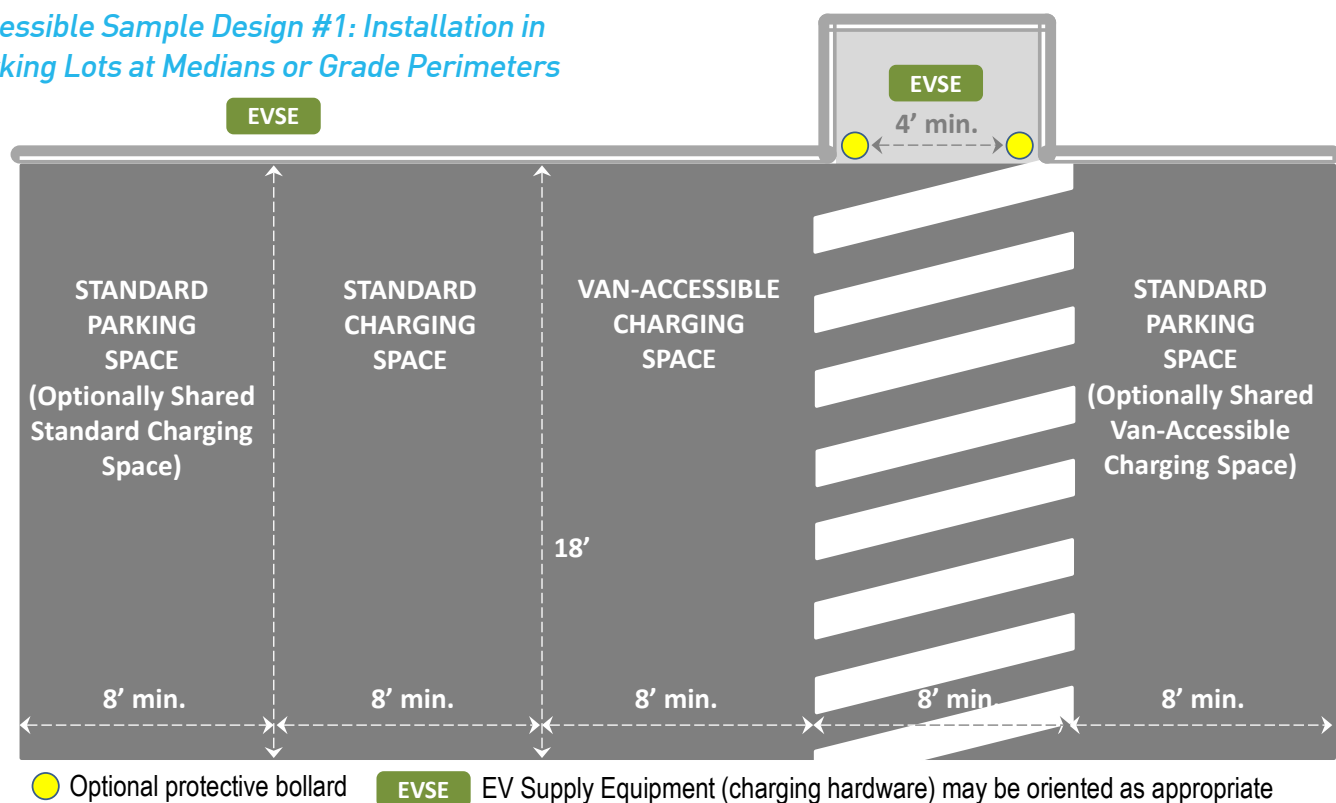 essible Sample Design #1: Installation in
king Lots at Medians or Grade Perimeters
EVSE
EVSE
4’ min.
STANDARD
PARKING
SPACE
(Optionally Shared
Standard Charging
Space)
STANDARD
CHARGING
SPACE
VAN-ACCESSIBLE
CHARGING
SPACE
STANDARD
PARKING
SPACE
(Optionally Shared
Van-Accessible
Charging Space)
18’
8’ min.
8’ min.
8’ min.
8’ min.
8’ min.
Optional protective bollard
EVSE EV Supply Equipment (charging hardware) may be oriented as appropriate